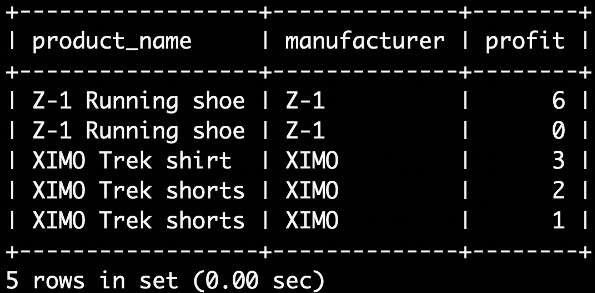 +------------------+--------------+--------+
| product_name     | manufacturer | profit |
+------------------+--------------+--------+
| Z-1 Running shoe | Z-1          |      6 |
| Z-1 Running shoe | Z-1          |      0 |
| XIMO Trek shirt  | XIMO         |      3 |
| XIMO Trek shorts | XIMO         |      2 |
| XIMO Trek shorts | XIMO         |      1 |
+------------------+--------------+--------+
5 rows in set (0.00 sec)